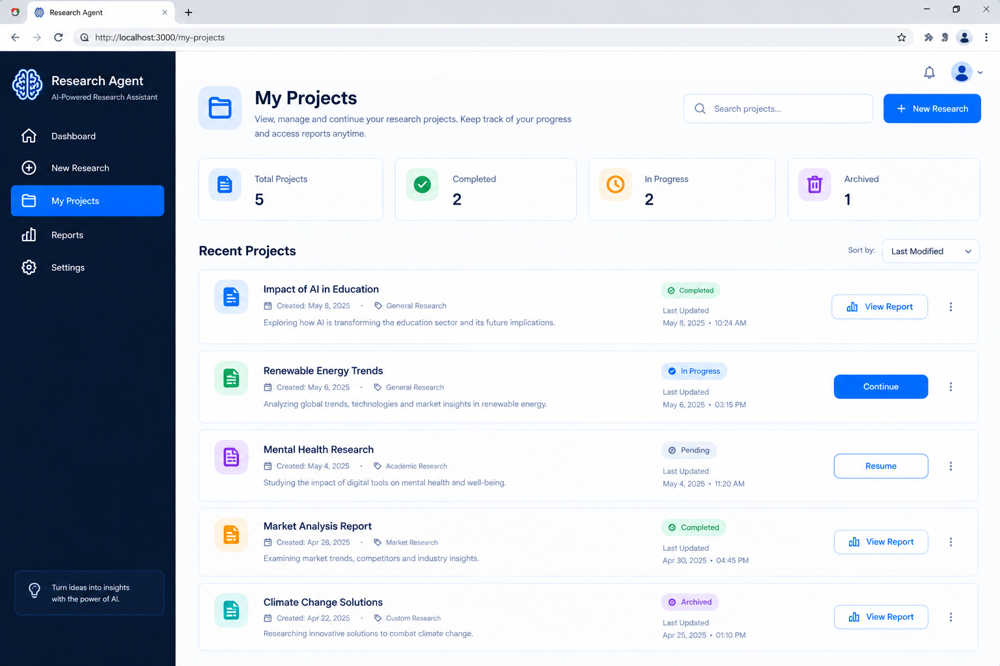 Research Agent
http://localhost:3000/my-projects
Research Agent
AI-Powered Research Assistant
Dashboard
New Research
My Projects
Reports
Settings
Turn ideas into insights
with the power of AI.
My Projects
View, manage and continue your research projects. Keep track of your progress
and access reports anytime.
Search projects...
+ New Research
Total Projects
5
Completed
2
In Progress
2
Archived
1
Recent Projects
Sort by:
Last Modified
Impact of AI in Education
Created: May 8, 2025 • General Research
Exploring how AI is transforming the education sector and its future implications.
Completed
Last Updated
May 8, 2025 • 10:24 AM
View Report
Renewable Energy Trends
Created: May 6, 2025 • General Research
Analyzing global trends, technologies and market insights in renewable energy.
In Progress
Last Updated
May 6, 2025 • 03:15 PM
Continue
Mental Health Research
Created: May 4, 2025 • Academic Research
Studying the impact of digital tools on mental health and well-being.
Pending
Last Updated
May 4, 2025 • 11:20 AM
Resume
Market Analysis Report
Created: Apr 28, 2025 • Market Research
Examining market trends, competitors and industry insights.
Completed
Last Updated
Apr 30, 2025 • 04:45 PM
View Report
Climate Change Solutions
Created: Apr 22, 2025 • Custom Research
Researching innovative solutions to combat climate change.
Archived
Last Updated
Apr 25, 2025 • 01:10 PM
View Report